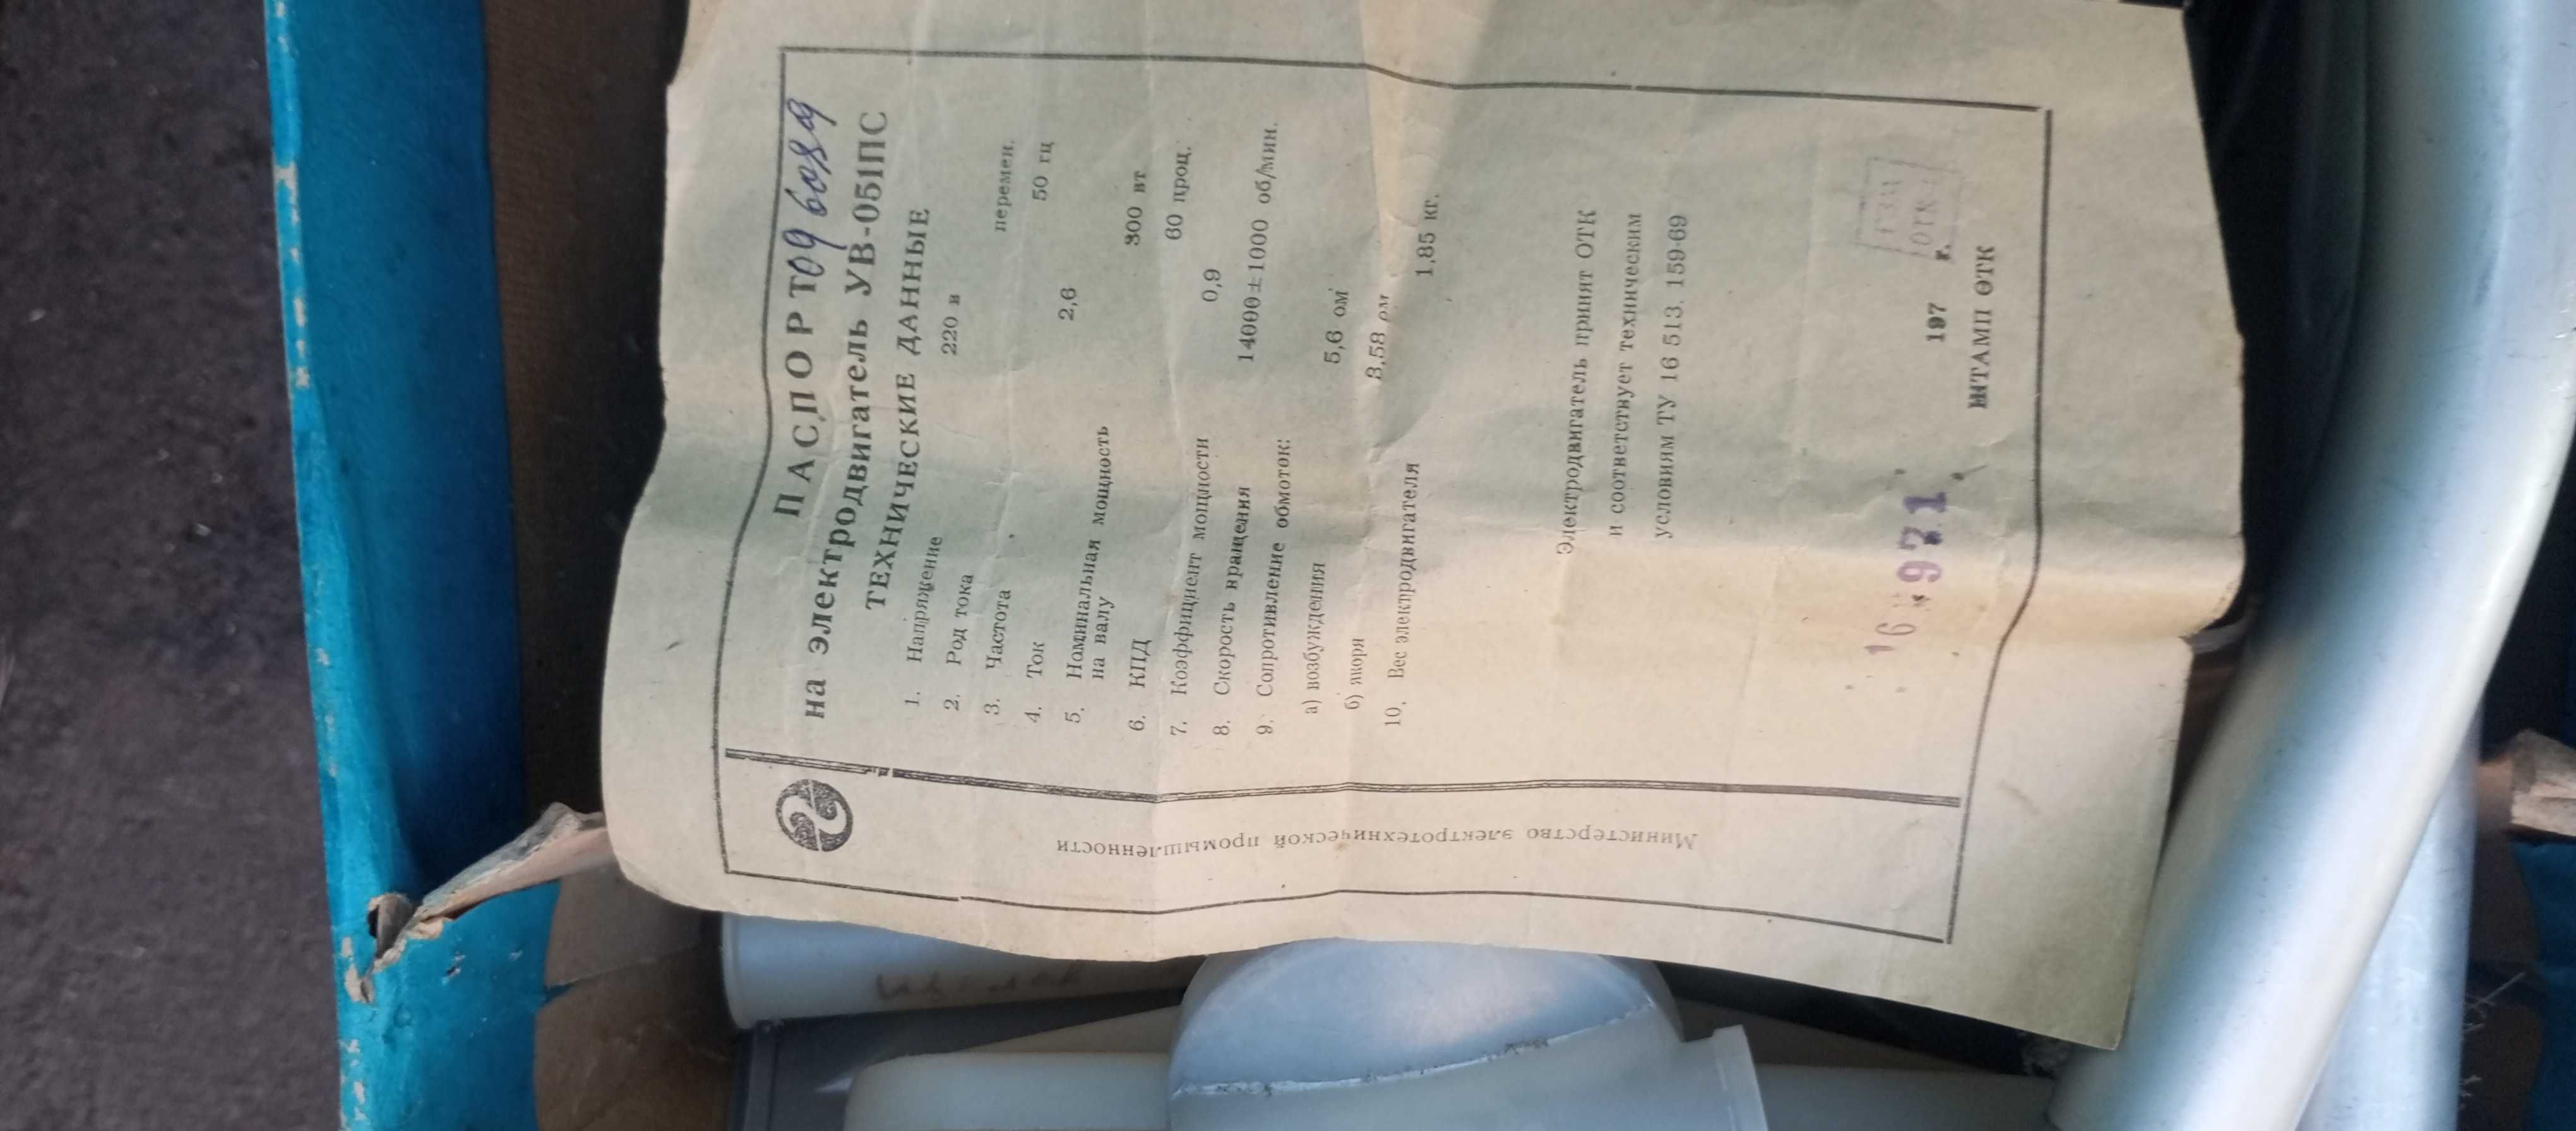 ПАСПОРТ 09 6089
на электродвигатель УВ-051ПС
ТЕХНИЧЕСКИЕ ДАННЫЕ
1. Напряжение 220 в
2. Род тока перемен.
3. Частота 50 гц
4. Ток 2,6
5. Номинальная мощность
на валу 300 вт
6. КПД 60 проц.
7. Коэффициент мощности 0,9
8. Скорость вращения 14000±1000 об/мин.
9. Сопротивление обмоток:
а) возбуждения 5,6 ом
б) якоря 3,58 ом
10. Вес электродвигателя 1,85 кг.
Электродвигатель принят ОТК
и соответствует техническим
условиям ТУ 16 513. 159-69
16 971
197 г.
ОТК
ШТАМП ОТК
Министерство электротехнической промышленности